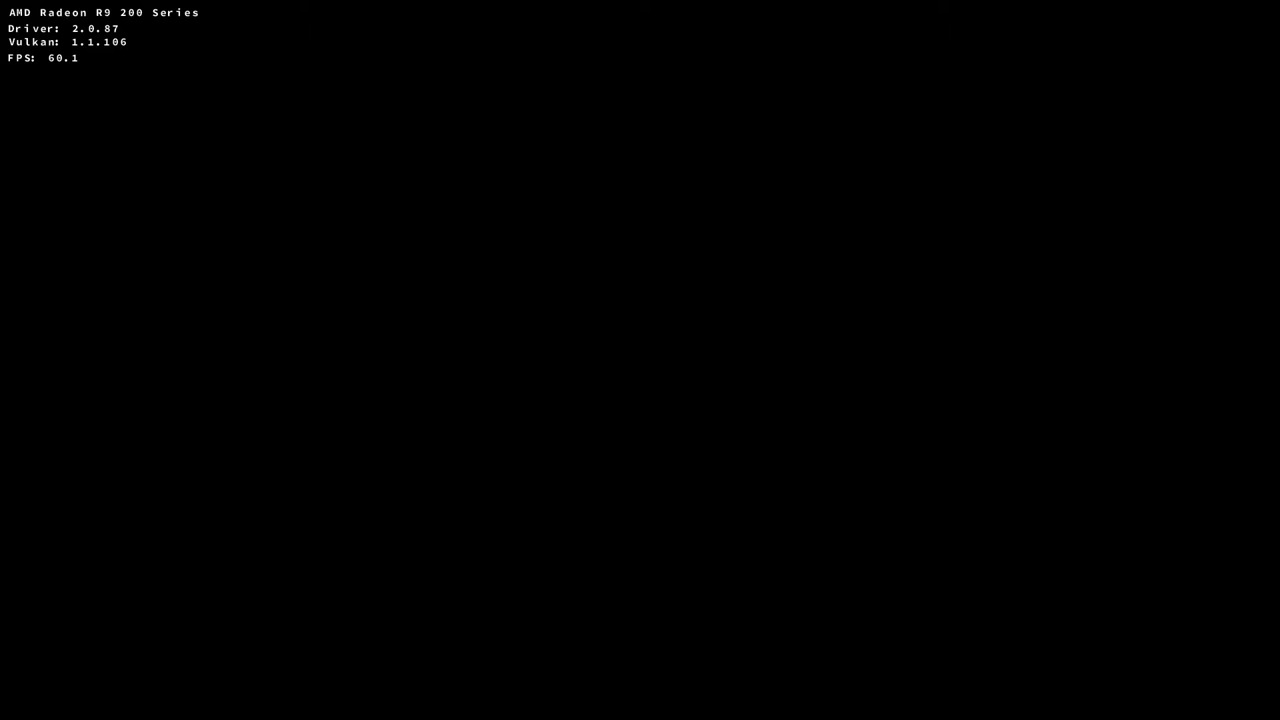 AMD Radeon R9 200 Series
Driver: 2.0.87
Vulkan: 1.1.106
FPS: 60.1